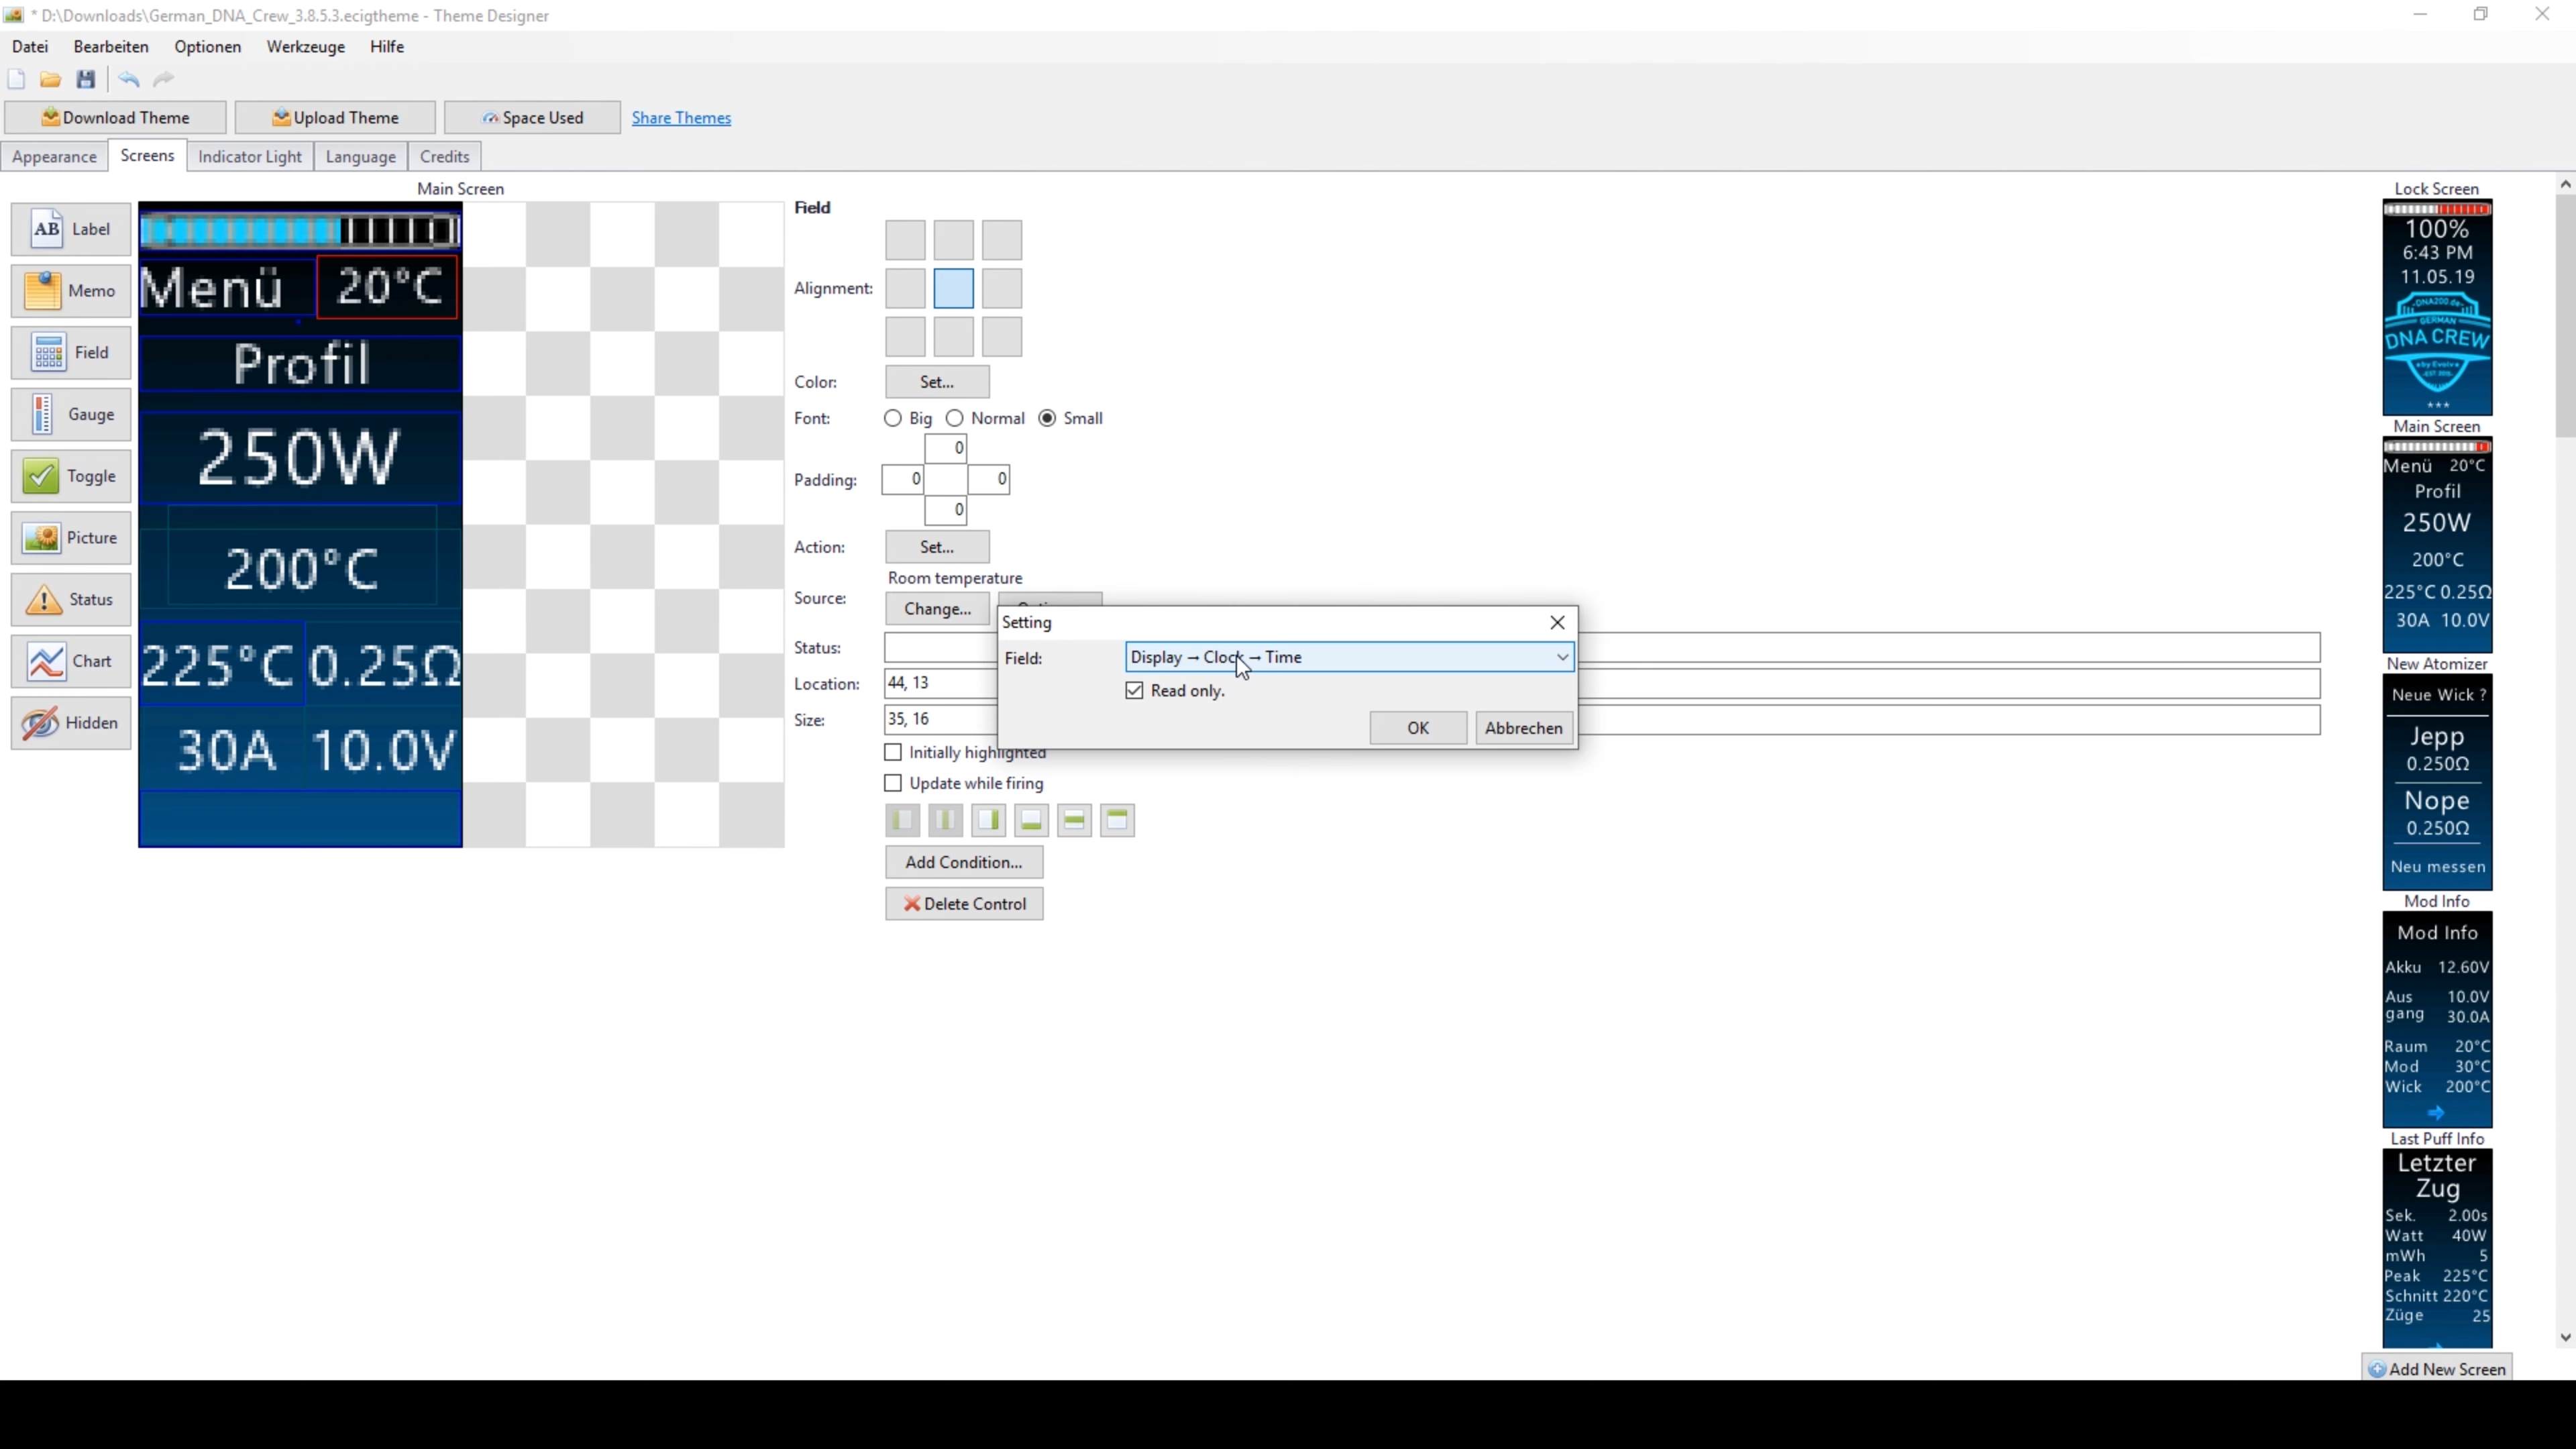 * D:\Downloads\German_DNA_Crew_3.8.5.3.ecigtheme - Theme Designer
Datei Bearbeiten Optionen Werkzeuge Hilfe
Download Theme Upload Theme Space Used Share Themes
Appearance Screens Indicator Light Language Credits
Main Screen
AB Label
Memo
Field
Gauge
Toggle
Picture
Status
Chart
Hidden
Menü 20°C
Profil
250W
200°C
225°C 0.25Ω
30A 10.0V
Field
Alignment:
Color: Set...
Font: Big Normal Small
Padding: 0 0 0 0
Action: Set...
Room temperature
Source: Change...
Status:
Location: 44, 13
Size: 35, 16
Initially highlighted
Update while firing
Add Condition...
Delete Control
Setting
Field: Display → Clock → Time
Read only.
OK Abbrechen
Lock Screen
100%
6:43 PM
11.05.19
-DNA200.de-
GERMAN
DNA CREW
***
Main Screen
Menü 20°C
Profil
250W
200°C
225°C 0.25Ω
30A 10.0V
New Atomizer
Neue Wick ?
Jepp
0.250Ω
Nope
0.250Ω
Neu messen
Mod Info
Mod Info
Akku 12.60V
Aus 10.0V
gang 30.0A
Raum 20°C
Mod 30°C
Wick 200°C
Last Puff Info
Letzter
Zug
Sek. 2.00s
Watt 40W
mWh 5
Peak 225°C
Schnitt 220°C
Züge 25
Add New Screen